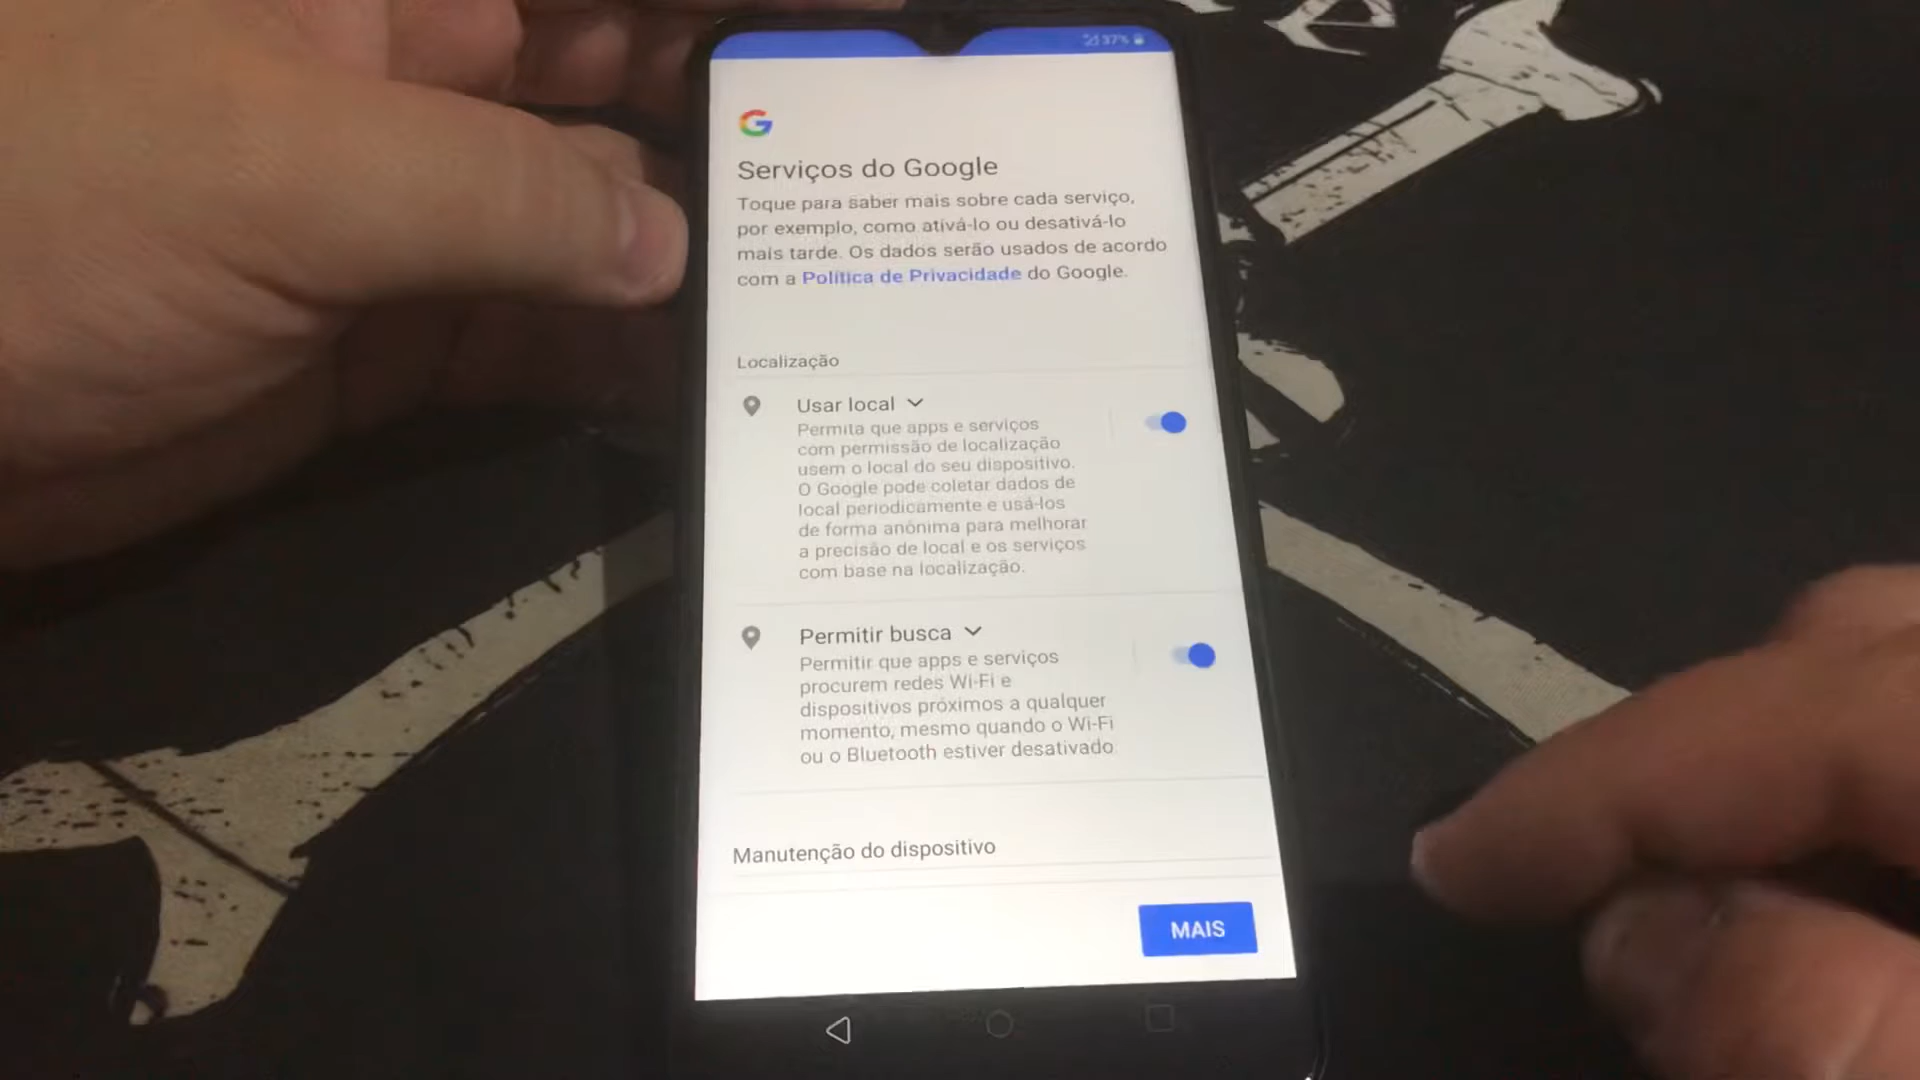 37%
Serviços do Google
Toque para saber mais sobre cada serviço,
por exemplo, como ativá-lo ou desativá-lo
mais tarde. Os dados serão usados de acordo
com a Política de Privacidade do Google.
Localização
Usar local
Permita que apps e serviços
com permissão de localização
usem o local do seu dispositivo.
O Google pode coletar dados de
local periodicamente e usá-los
de forma anônima para melhorar
a precisão de local e os serviços
com base na localização.
Permitir busca
Permitir que apps e serviços
procurem redes Wi-Fi e
dispositivos próximos a qualquer
momento, mesmo quando o Wi-Fi
ou o Bluetooth estiver desativado
Manutenção do dispositivo
MAIS